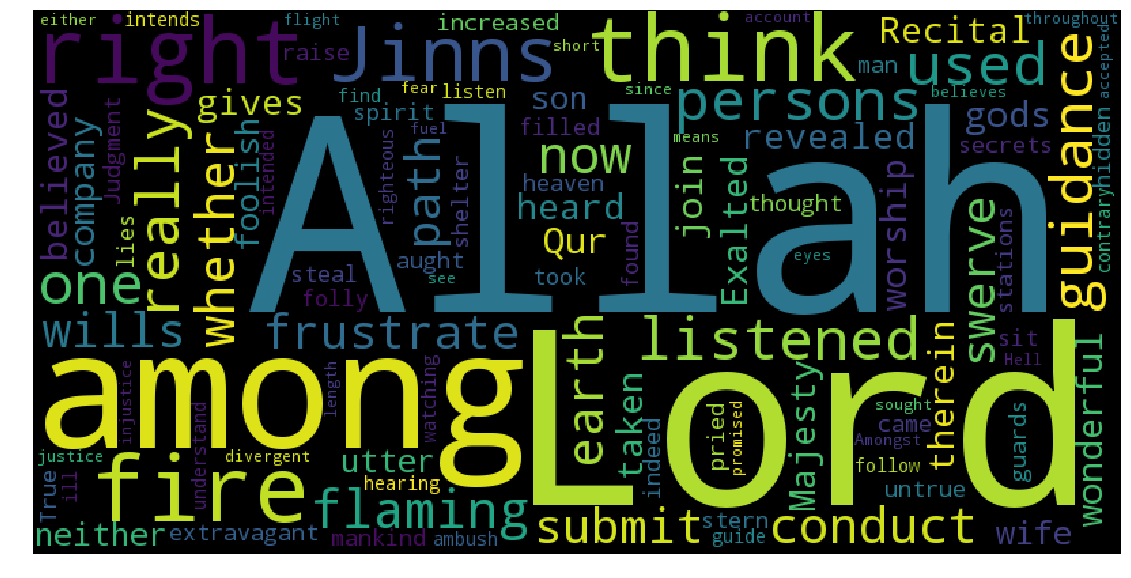 either
intends
flight
increased
account
throughout
right
raise
Jinns
short
think
Recital
man
used
accepted
believed
company
Judgment
gives
find
fear
listen
spirit
son
since
persons
believes
gods
guidance
really
whether
foolish
intended
Allah
righteous
fuel
path
shelter
filled
now
means
revealed
secrets
lies
heaven
heard
join
thought
worship
Exalted
swerve
stations
contrary
hidden
one
steal
folly
aught
see
Qur
took
found
eyes
wills
frustrate
earth
listened
sit
Hell
wonderful
among
injustice
length
watching
Lord
taken
indeed
pried
promised
Majesty
sought
came
Amongst
follow
therein
guards
justice
True
ill
fire
understand
divergent
utter
hearing
untrue
neither
extravagant
flaming
mankind
ambush
submit
stern
guide
conduct
wife